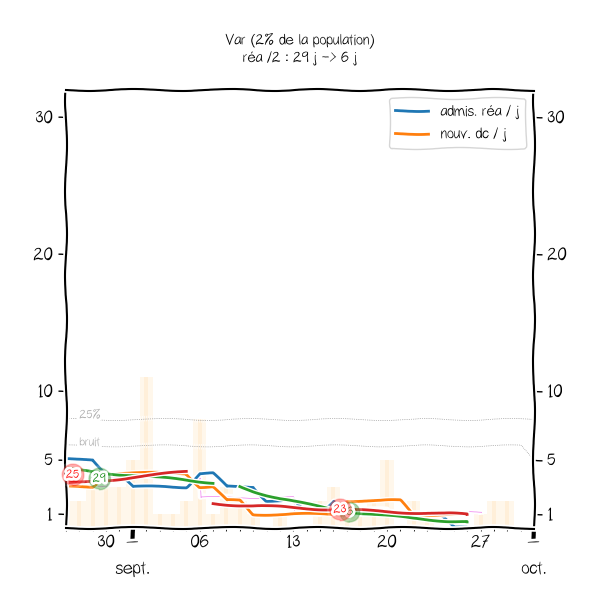 Var (2% de la population)
réa /2 : 29 j -> 6 j
admis. réa / j
nouv. dc / j
30
30
20
20
10
10
25%
bruit
5
5
25
29
23
1
1
30
06
13
20
27
sept.
oct.